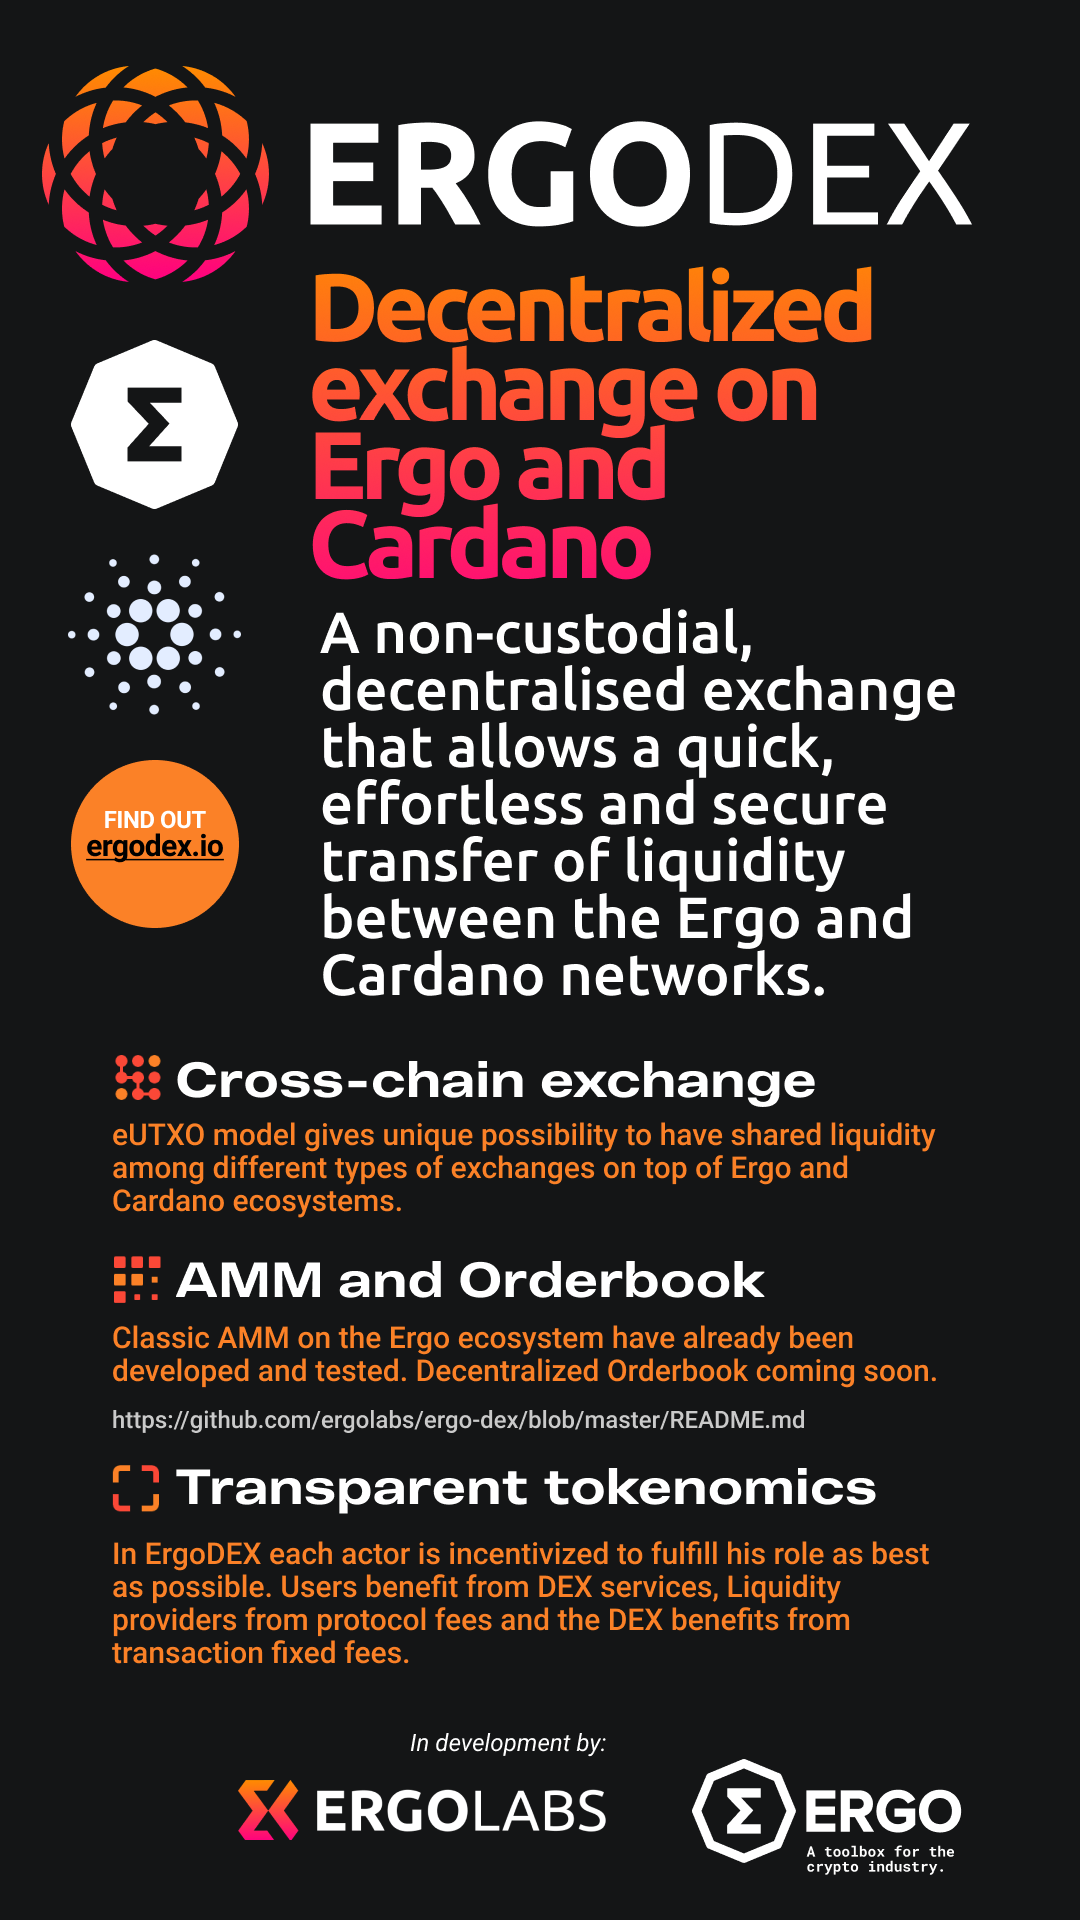 ERGODEX
Decentralized
exchange on
Ergo and
Cardano
Σ
A non-custodial,
decentralised exchange
that allows a quick,
effortless and secure
transfer of liquidity
between the Ergo and
Cardano networks.
FIND OUT
ergodex.io
Cross-chain exchange
eUTXO model gives unique possibility to have shared liquidity
among different types of exchanges on top of Ergo and
Cardano ecosystems.
AMM and Orderbook
Classic AMM on the Ergo ecosystem have already been
developed and tested. Decentralized Orderbook coming soon.
https://github.com/ergolabs/ergo-dex/blob/master/README.md
Transparent tokenomics
In ErgoDEX each actor is incentivized to fulfill his role as best
as possible. Users benefit from DEX services, Liquidity
providers from protocol fees and the DEX benefits from
transaction fixed fees.
In development by:
ERGOLABS
Σ ERGO
A toolbox for the
crypto industry.